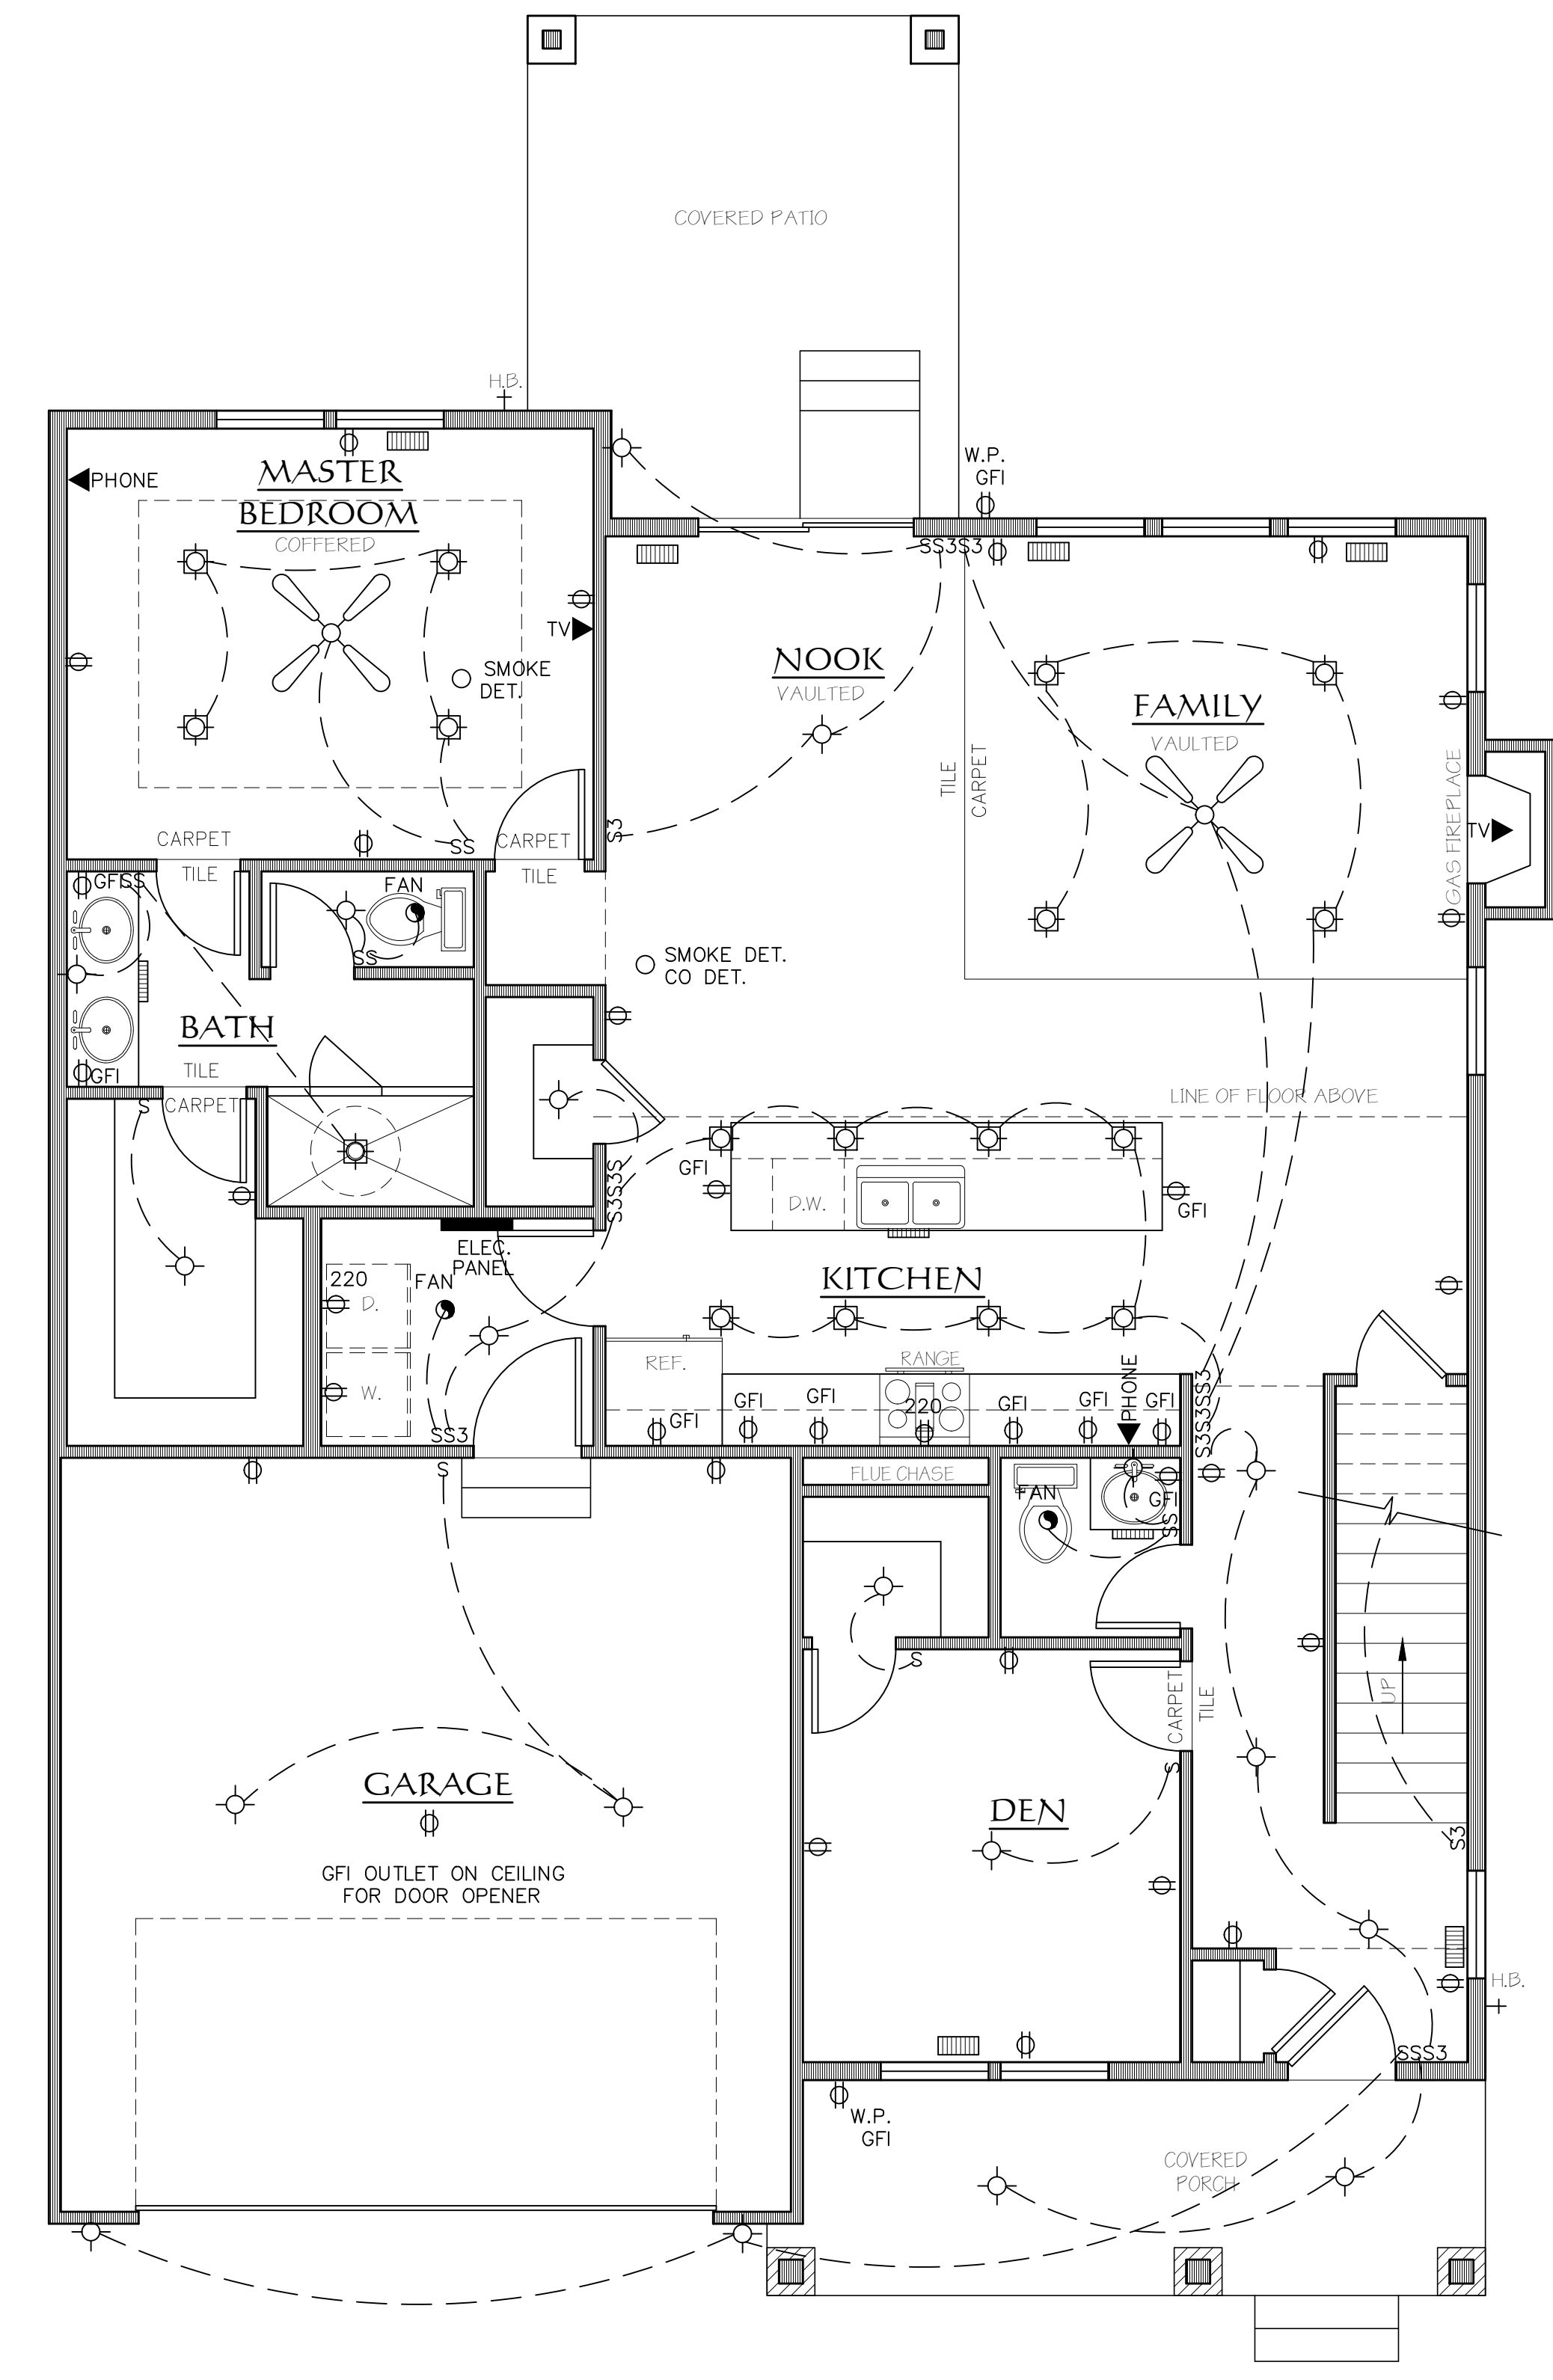 COVERED PATIO
H.B.
W.P.
GFI
PHONE
MASTER
BEDROOM
COFFERED
SS3S3
TV
SMOKE
DET.
NOOK
VAULTED
FAMILY
VAULTED
TILE
CARPET
GAS FIREPLACE
TV
S3
CARPET
TILE
SS
CARPET
TILE
GFI
SS
FAN
SS
SMOKE DET.
CO DET.
BATH
TILE
GFI
CARPET
S
LINE OF FLOOR ABOVE
S3S3S
GFI
D.W.
GFI
ELEC.
PANEL
220
D.
FAN
KITCHEN
W.
REF.
RANGE
PHONE
S3S3SS3
GFI
GFI
GFI
220
GFI
GFI
GFI
SS3
S
FLUE CHASE
FAN
GFI
SS
S
CARPET
TILE
UP
S
GARAGE
DEN
S3
GFI OUTLET ON CEILING
FOR DOOR OPENER
H.B.
SSS3
W.P.
GFI
COVERED
PORCH